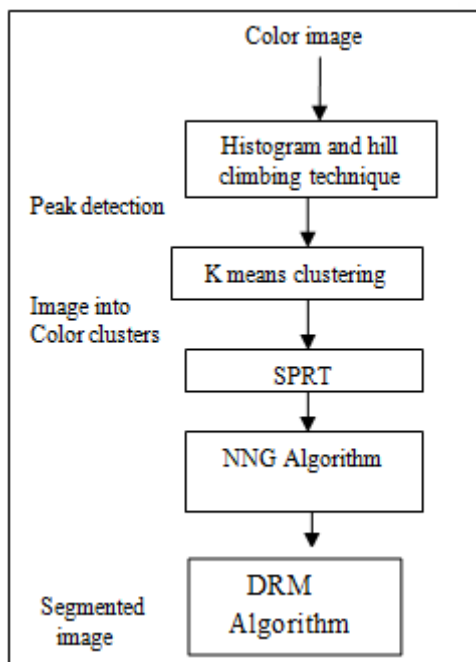 Color image
Histogram and hill
climbing technique
Peak detection
K means clustering
Image into
Color clusters
SPRT
NNG Algorithm
DRM
Algorithm
Segmented
image